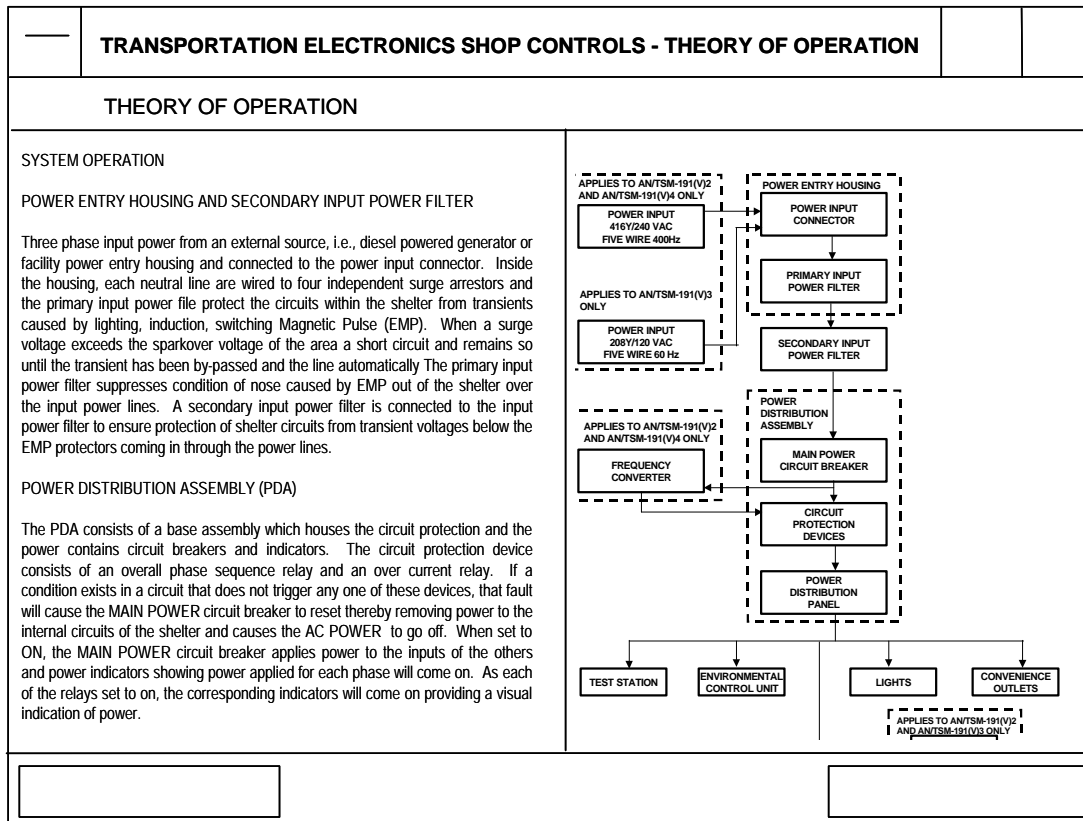 TRANSPORTATION ELECTRONICS SHOP CONTROLS - THEORY OF OPERATION
THEORY OF OPERATION
SYSTEM OPERATION
POWER ENTRY HOUSING AND SECONDARY INPUT POWER FILTER
Three phase input power from an external source, i.e., diesel powered generator or
facility power entry housing and connected to the power input connector. Inside
the housing, each neutral line are wired to four independent surge arrestors and
the primary input power file protect the circuits within the shelter from transients
caused by lighting, induction, switching Magnetic Pulse (EMP). When a surge
voltage exceeds the sparkover voltage of the area a short circuit and remains so
until the transient has been by-passed and the line automatically The primary input
power filter suppresses condition of nose caused by EMP out of the shelter over
the input power lines. A secondary input power filter is connected to the input
power filter to ensure protection of shelter circuits from transient voltages below the
EMP protectors coming in through the power lines.
POWER DISTRIBUTION ASSEMBLY (PDA)
The PDA consists of a base assembly which houses the circuit protection and the
power contains circuit breakers and indicators. The circuit protection device
consists of an overall phase sequence relay and an over current relay. If a
condition exists in a circuit that does not trigger any one of these devices, that fault
will cause the MAIN POWER circuit breaker to reset thereby removing power to the
internal circuits of the shelter and causes the AC POWER to go off. When set to
ON, the MAIN POWER circuit breaker applies power to the inputs of the others
and power indicators showing power applied for each phase will come on. As each
of the relays set to on, the corresponding indicators will come on providing a visual
indication of power.
APPLIES TO AN/TSM-191(V)2
AND AN/TSM-191(V)4 ONLY
POWER INPUT
416Y/240 VAC
FIVE WIRE 400Hz
POWER ENTRY HOUSING
POWER INPUT
CONNECTOR
PRIMARY INPUT
POWER FILTER
APPLIES TO AN/TSM-191(V)3
ONLY
POWER INPUT
208Y/120 VAC
FIVE WIRE 60 Hz
SECONDARY INPUT
POWER FILTER
POWER
DISTRIBUTION
ASSEMBLY
APPLIES TO AN/TSM-191(V)2
AND AN/TSM-191(V)4 ONLY
FREQUENCY
CONVERTER
MAIN POWER
CIRCUIT BREAKER
CIRCUIT
PROTECTION
DEVICES
POWER
DISTRIBUTION
PANEL
TEST STATION
ENVIRONMENTAL
CONTROL UNIT
LIGHTS
CONVENIENCE
OUTLETS
APPLIES TO AN/TSM-191(V)2
AND AN/TSM-191(V)3 ONLY